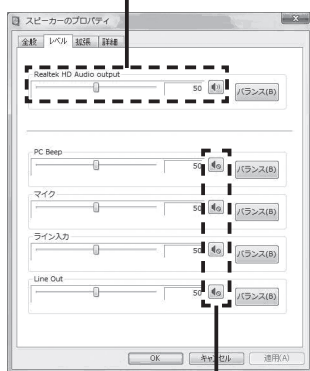 スピーカーのプロパティ
全般 レベル 拡張 詳細
Realtek HD Audio output
50 バランス(B)
PC Beep
50 バランス(B)
マイク
50 バランス(B)
ライン入力
50 バランス(B)
Line Out
50 バランス(B)
OK キャンセル 適用(A)